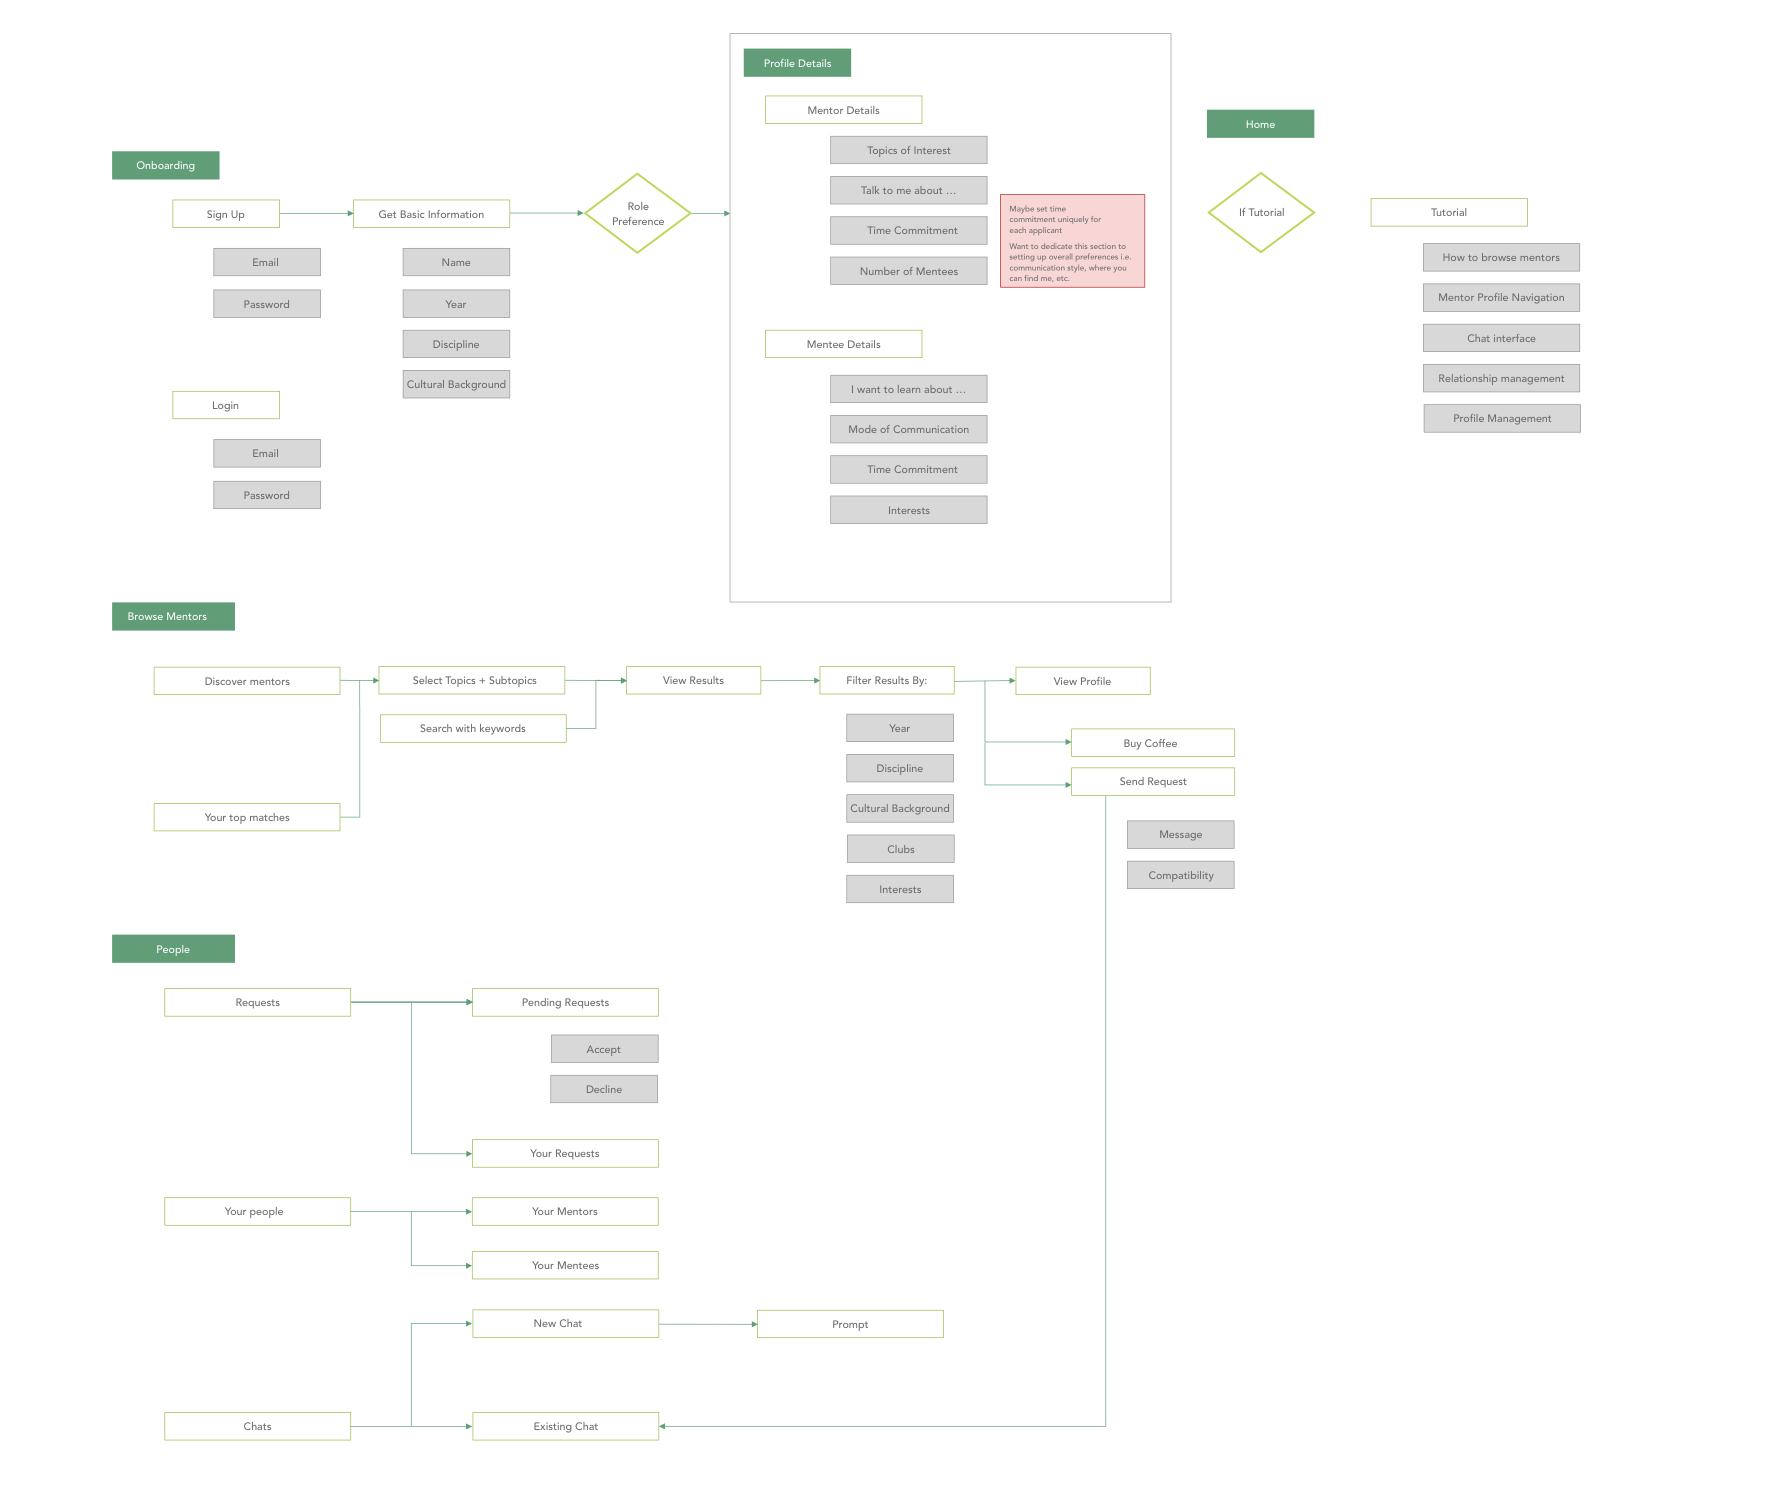 Profile Details
Mentor Details
Topics of Interest
Talk to me about ...
Time Commitment
Number of Mentees
Maybe set time
commitment uniquely for
each applicant
Want to dedicate this section to
setting up overall preferences i.e.
communication style, where you
can find me, etc.
Mentee Details
I want to learn about ...
Mode of Communication
Time Commitment
Interests
Home
If Tutorial
Tutorial
How to browse mentors
Mentor Profile Navigation
Chat interface
Relationship management
Profile Management
Onboarding
Sign Up
Email
Password
Get Basic Information
Name
Year
Discipline
Cultural Background
Role
Preference
Login
Email
Password
Browse Mentors
Discover mentors
Select Topics + Subtopics
Search with keywords
View Results
Filter Results By:
Year
Discipline
Cultural Background
Clubs
Interests
View Profile
Buy Coffee
Send Request
Message
Compatibility
Your top matches
People
Requests
Pending Requests
Accept
Decline
Your Requests
Your people
Your Mentors
Your Mentees
New Chat
Prompt
Chats
Existing Chat